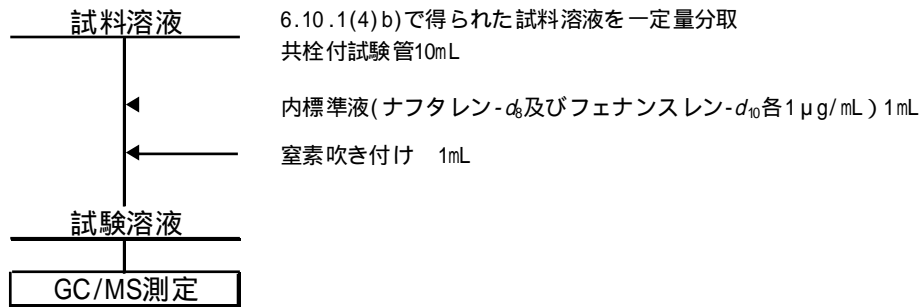 試料溶液
6.10.1(4)b)で得られた試料溶液を一定量分取
共栓付試験管10mL
内標準液(ナフタレン-d8及びフェナンスレン-d10各1μg/mL)1mL
窒素吹き付け 1mL
試験溶液
GC/MS測定